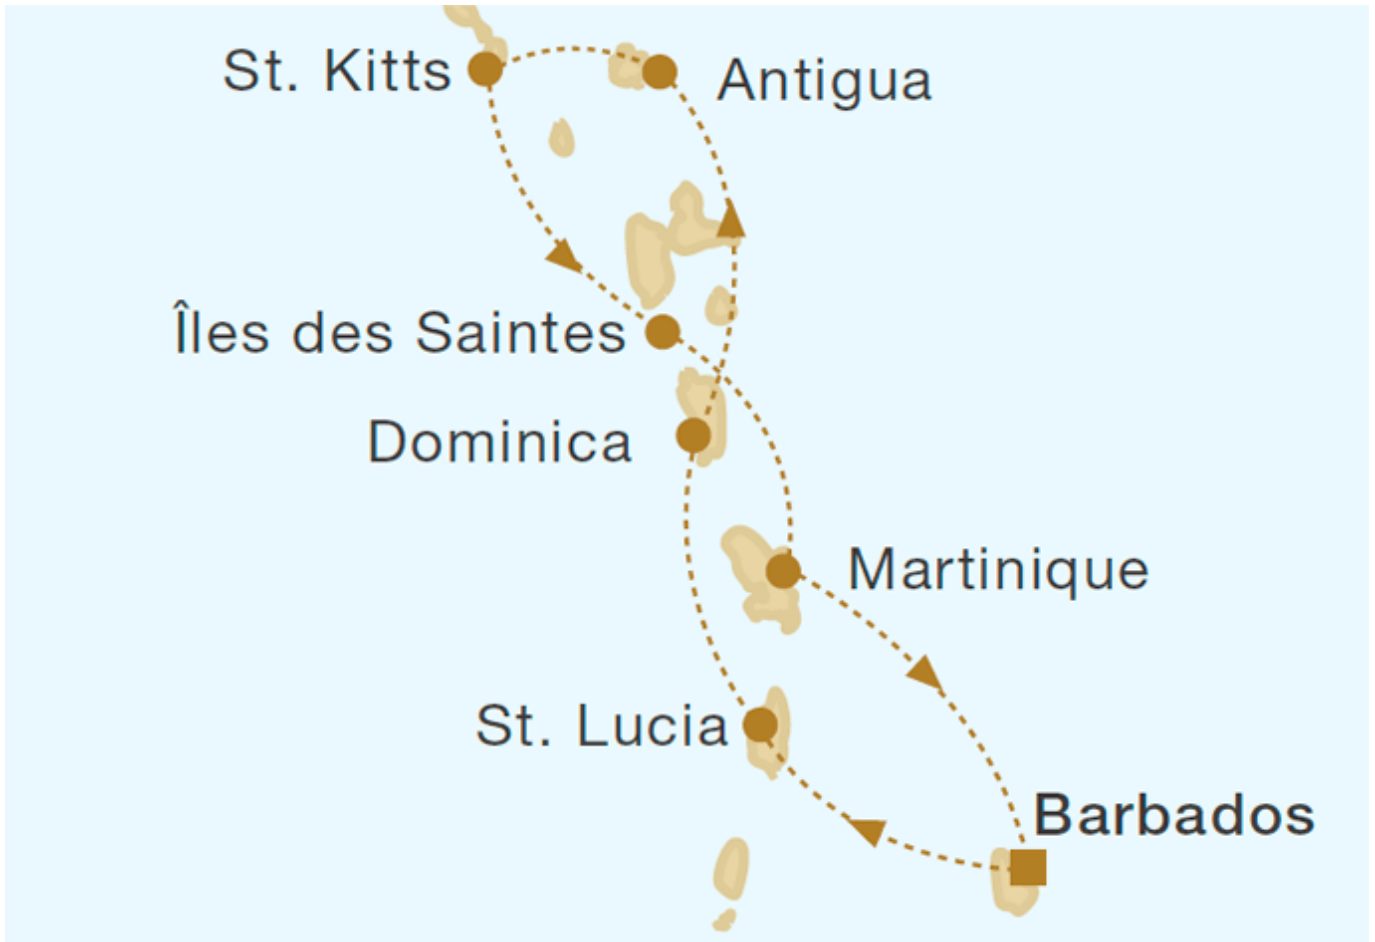 St. Kitts
Antigua
Îles des Saintes
Dominica
Martinique
St. Lucia
Barbados